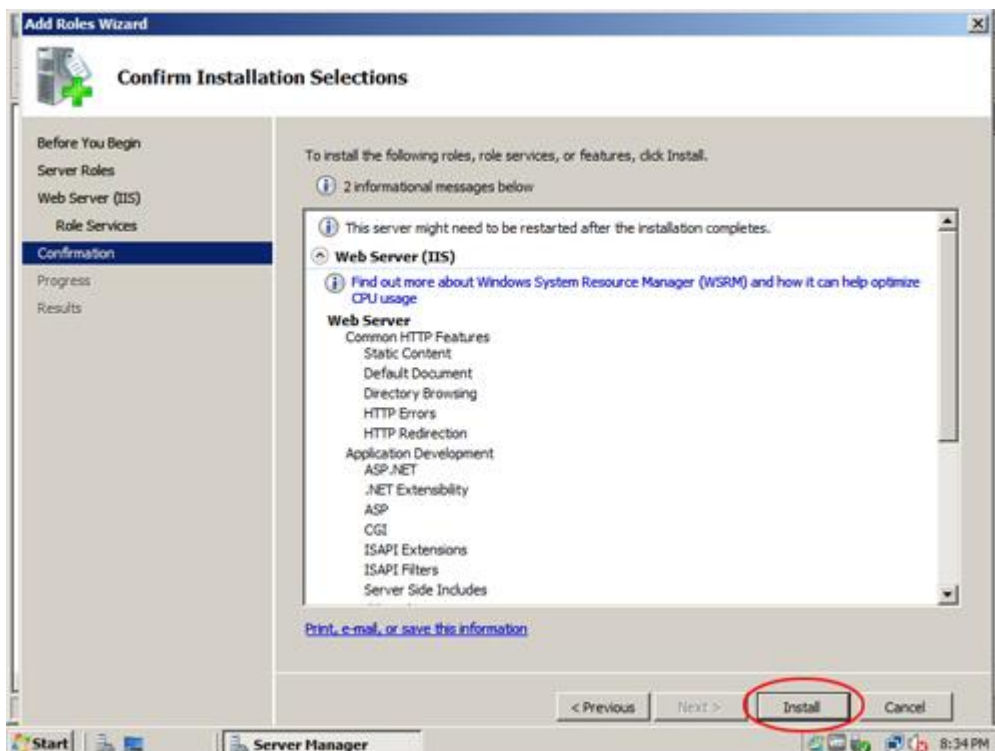 Add Roles Wizard
Confirm Installation Selections
Before You Begin
Server Roles
Web Server (IIS)
Role Services
Confirmation
Progress
Results
To install the following roles, role services, or features, click Install.
2 informational messages below
This server might need to be restarted after the installation completes.
Web Server (IIS)
Find out more about Windows System Resource Manager (WSRM) and how it can help optimize
CPU usage
Web Server
Common HTTP Features
Static Content
Default Document
Directory Browsing
HTTP Errors
HTTP Redirection
Application Development
ASP.NET
.NET Extensibility
ASP
CGI
ISAPI Extensions
ISAPI Filters
Server Side Includes
Print, e-mail, or save this information
< Previous
Next >
Install
Cancel
Start
Server Manager
8:34 PM